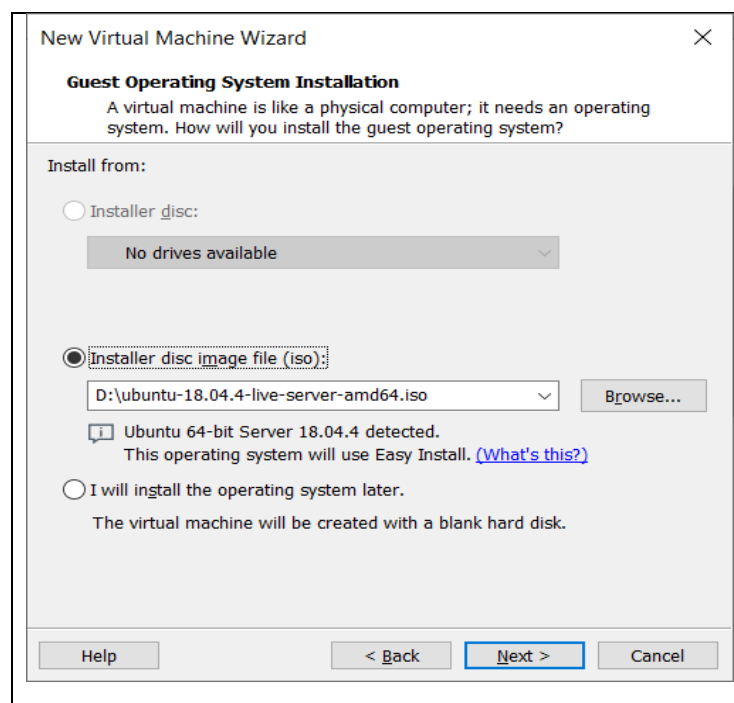 New Virtual Machine Wizard
Guest Operating System Installation
A virtual machine is like a physical computer; it needs an operating
system. How will you install the guest operating system?
Install from:
Installer disc:
No drives available
Installer disc image file (iso):
D:\ubuntu-18.04.4-live-server-amd64.iso
Browse...
Ubuntu 64-bit Server 18.04.4 detected.
This operating system will use Easy Install. (What's this?)
I will install the operating system later.
The virtual machine will be created with a blank hard disk.
Help
< Back
Next >
Cancel